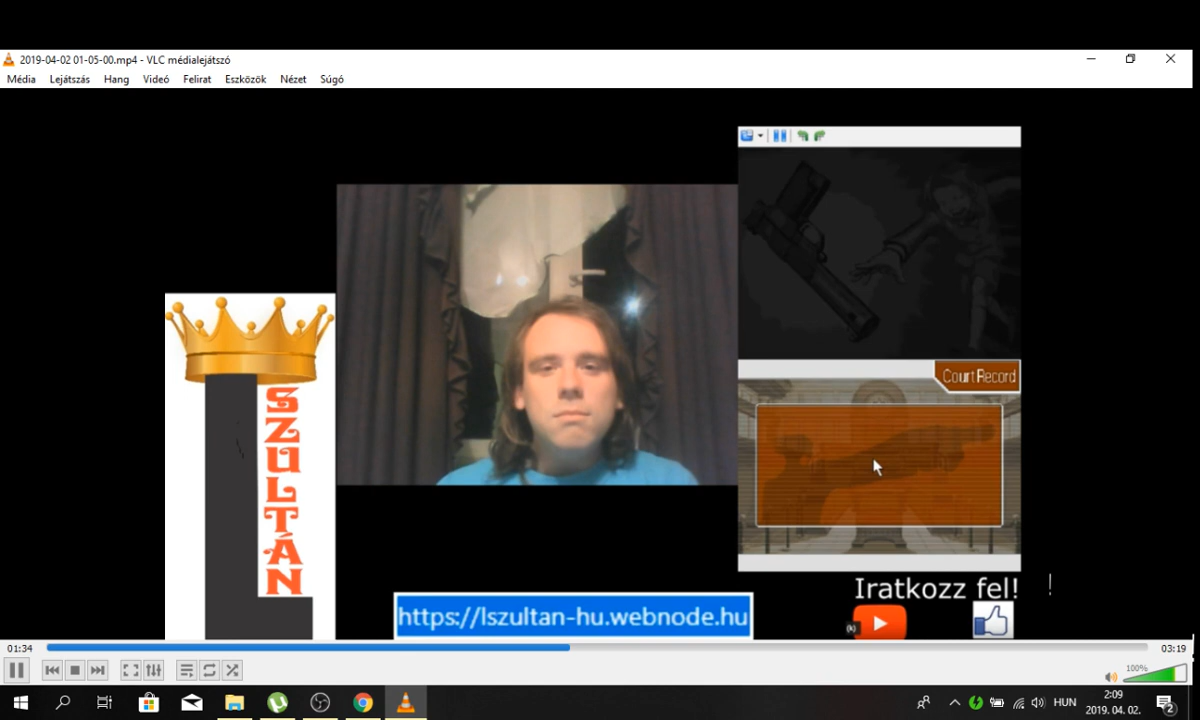 2019-04-02 01-05-00.mp4 - VLC médialejátszó
Média Lejátszás Hang Videó Felirat Eszközök Nézet Súgó
Court Record
L
SZULTÁN
Iratkozz fel! !
https://lszultan-hu.webnode.hu
(k)
01:34
03:19
100%
HUN
2:09
2019. 04. 02.
2